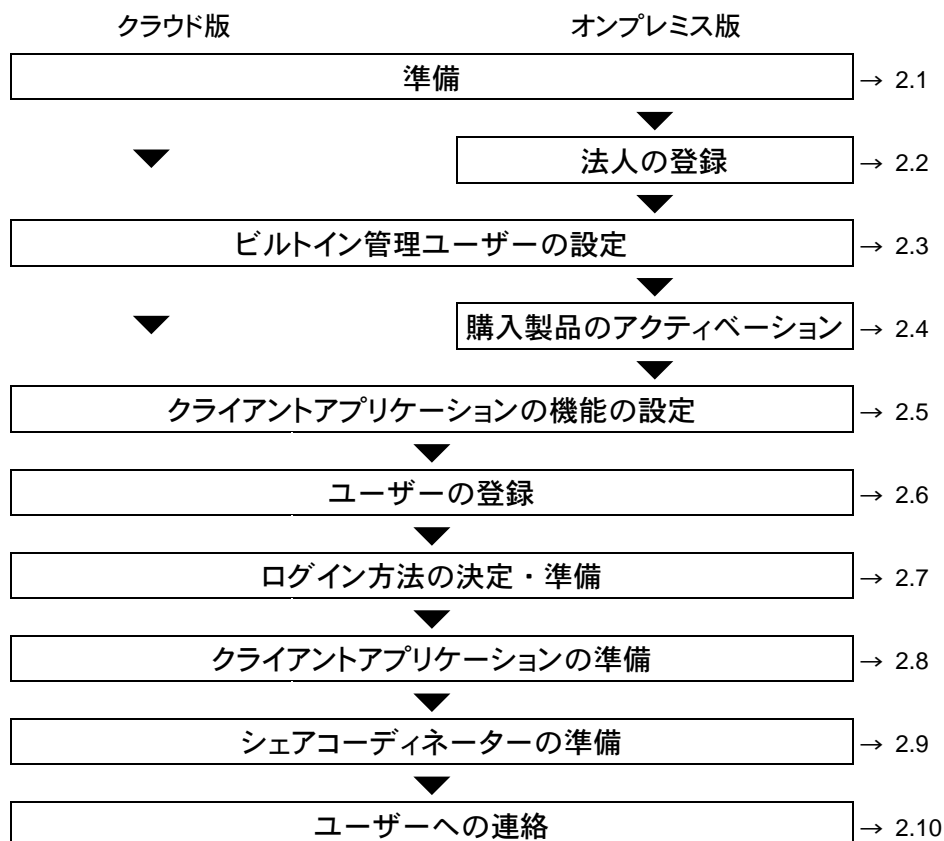 クラウド版 オンプレミス版
準備 → 2.1
法人の登録 → 2.2
ビルトイン管理ユーザーの設定 → 2.3
購入製品のアクティベーション → 2.4
クライアントアプリケーションの機能の設定 → 2.5
ユーザーの登録 → 2.6
ログイン方法の決定・準備 → 2.7
クライアントアプリケーションの準備 → 2.8
シェアコーディネーターの準備 → 2.9
ユーザーへの連絡 → 2.10